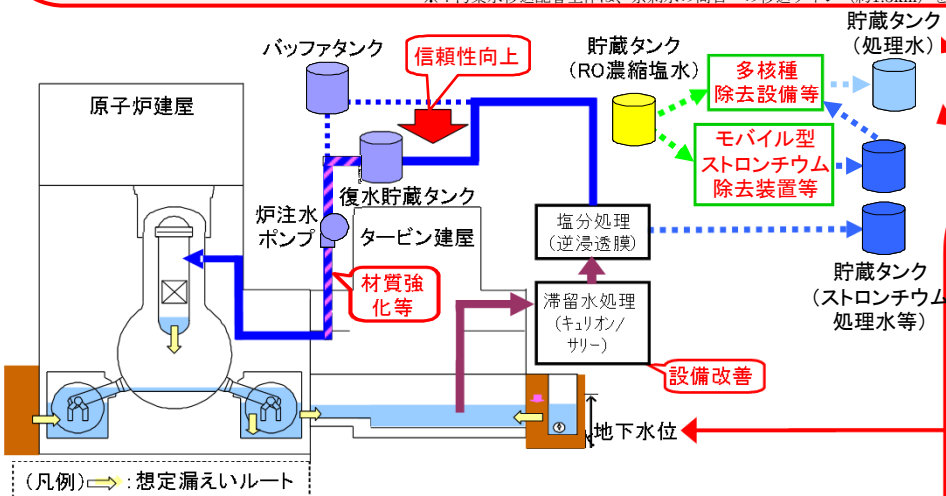 貯蔵タンク
(処理水)
バッファタンク
信頼性向上
貯蔵タンク
(RO濃縮塩水)
多核種
除去設備等
原子炉建屋
モバイル型
ストロンチウム
除去装置等
復水貯蔵タンク
炉注水
ポンプ
タービン建屋
塩分処理
(逆浸透膜)
貯蔵タンク
(ストロンチウム
処理水等)
材質強
化等
滞留水処理
(キュリオン/
サリー)
設備改善
地下水位
(凡例)
:想定漏えいルート